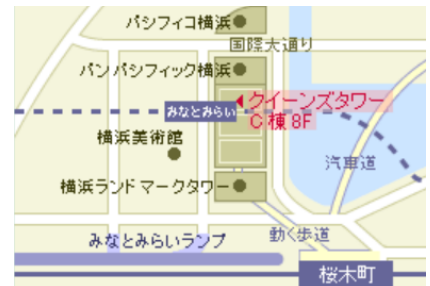 パシフィコ横浜
国際大通り
パンパシフィック横浜
クイーンズタワー
C棟8F
みなとみらい
横浜美術館
汽車道
横浜ランドマークタワー
動く歩道
みなとみらいランプ
桜木町